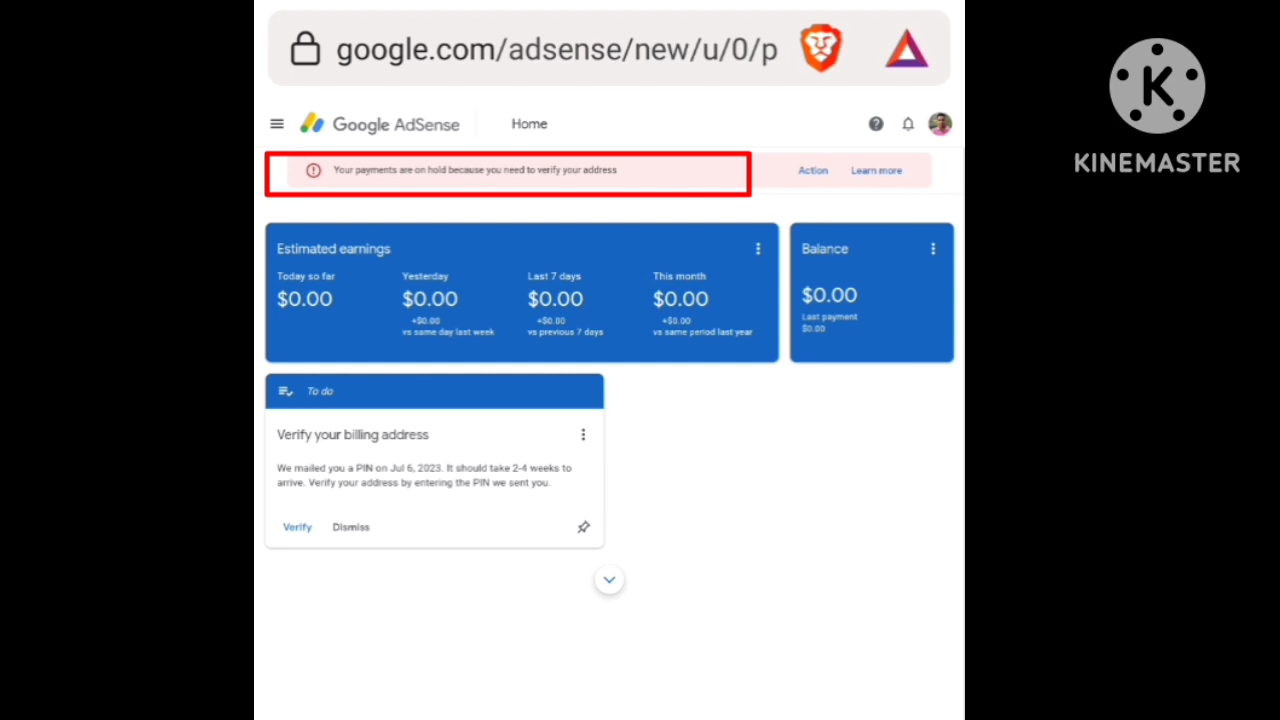 google.com/adsense/new/u/0/p
K
KINEMASTER
Google AdSense
Home
Your payments are on hold because you need to verify your address
Action
Learn more
Estimated earnings
Today so far
Yesterday
Last 7 days
This month
$0.00
$0.00
$0.00
$0.00
+$0.00
+$0.00
+$0.00
vs same day last week
vs previous 7 days
vs same period last year
Balance
$0.00
Last payment
$0.00
To do
Verify your billing address
We mailed you a PIN on Jul 6, 2023. It should take 2-4 weeks to
arrive. Verify your address by entering the PIN we sent you.
Verify
Dismiss